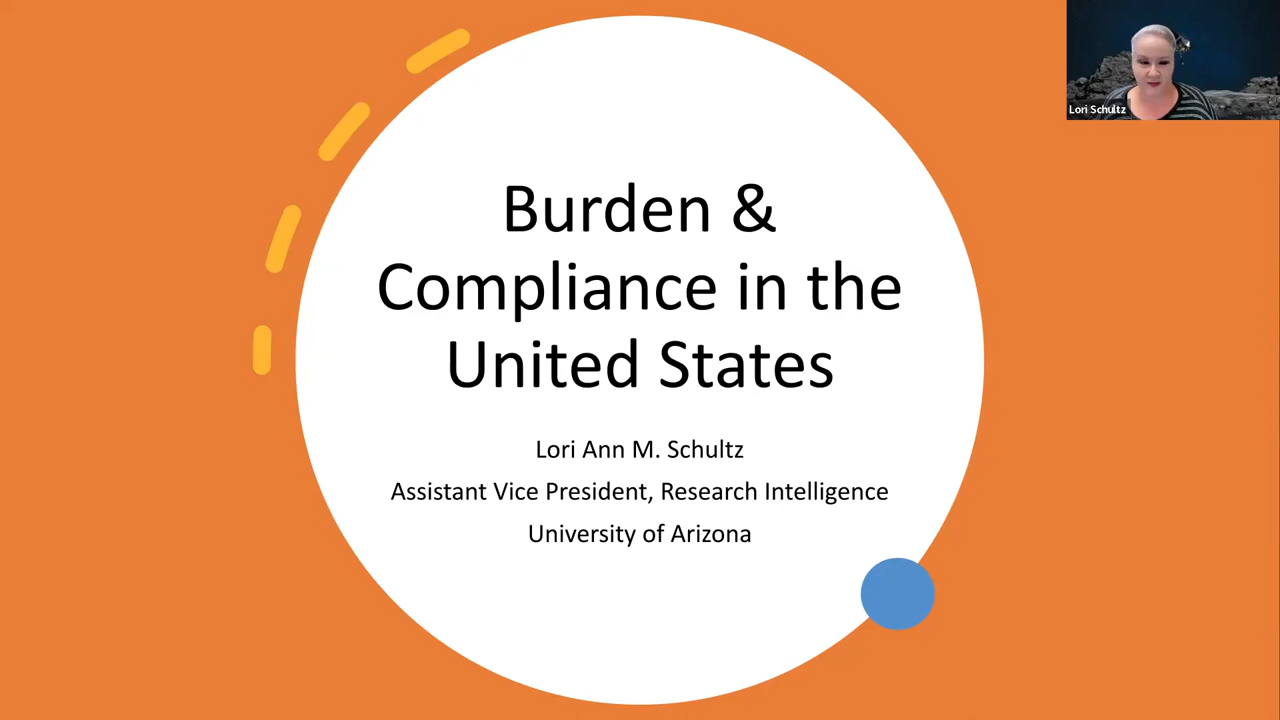 Lori Schultz
Burden &
Compliance in the
United States
Lori Ann M. Schultz
Assistant Vice President, Research Intelligence
University of Arizona